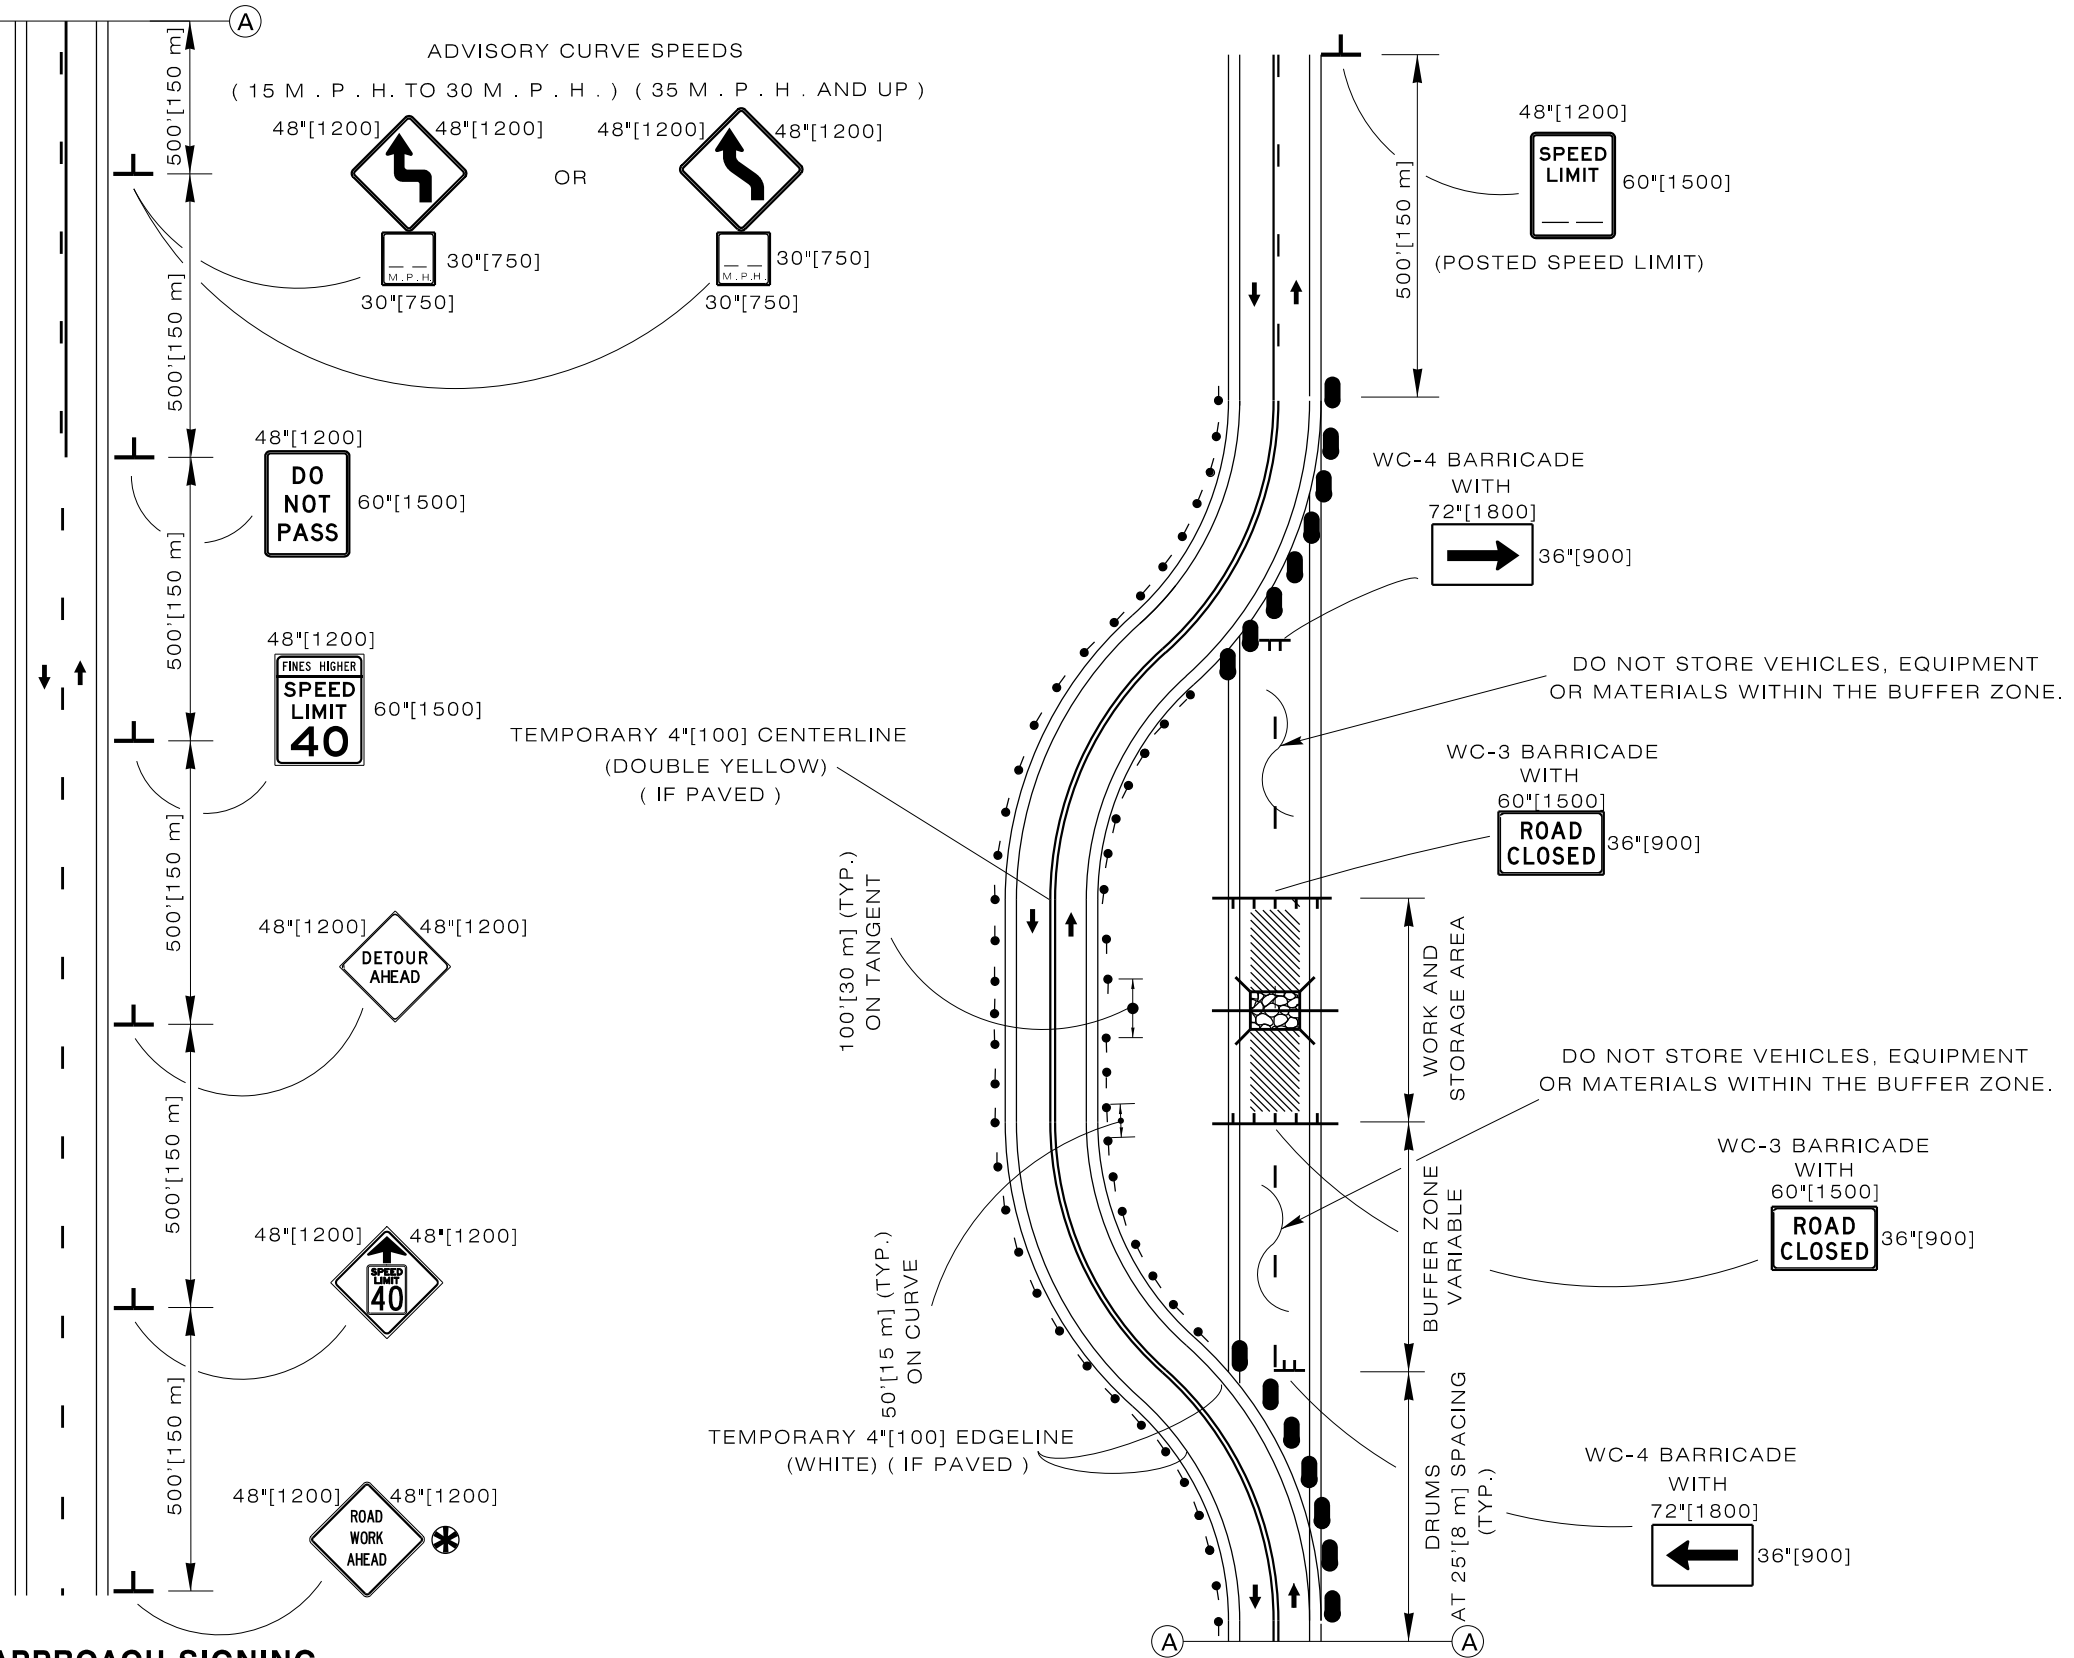 A
500'[150 m]
ADVISORY CURVE SPEEDS
( 15 M . P . H. TO 30 M . P . H . ) ( 35 M . P . H . AND UP )
48"[1200] 48"[1200]
48"[1200] 48"[1200]
OR
M.P.H.
30"[750]
30"[750]
M.P.H.
30"[750]
30"[750]
500'[150 m]
48"[1200]
DO
NOT
PASS
60"[1500]
500'[150 m]
48"[1200]
FINES HIGHER
SPEED
LIMIT
40
60"[1500]
500'[150 m]
48"[1200] 48"[1200]
DETOUR
AHEAD
500'[150 m]
48"[1200] 48"[1200]
SPEED
LIMIT
40
500'[150 m]
48"[1200] 48"[1200]
ROAD
WORK
AHEAD
APPROACH SIGNING
500'[150 m]
48"[1200]
SPEED
LIMIT
60"[1500]
(POSTED SPEED LIMIT)
WC-4 BARRICADE
WITH
72"[1800]
36"[900]
DO NOT STORE VEHICLES, EQUIPMENT
OR MATERIALS WITHIN THE BUFFER ZONE.
TEMPORARY 4"[100] CENTERLINE
(DOUBLE YELLOW)
( IF PAVED )
WC-3 BARRICADE
WITH
60"[1500]
ROAD
CLOSED
36"[900]
100'[30 m] (TYP.)
ON TANGENT
WORK AND
STORAGE AREA
DO NOT STORE VEHICLES, EQUIPMENT
OR MATERIALS WITHIN THE BUFFER ZONE.
WC-3 BARRICADE
WITH
60"[1500]
ROAD
CLOSED
36"[900]
BUFFER ZONE
VARIABLE
50'[15 m] (TYP.)
ON CURVE
TEMPORARY 4"[100] EDGELINE
(WHITE) ( IF PAVED )
DRUMS
AT 25'[8 m] SPACING
(TYP.)
WC-4 BARRICADE
WITH
72"[1800]
36"[900]
A
A